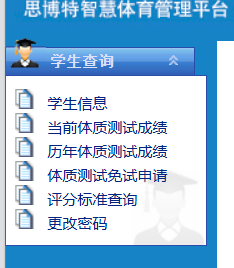 思博特智慧体育管理平台
学生查询
学生信息
当前体质测试成绩
历年体质测试成绩
体质测试免试申请
评分标准查询
更改密码